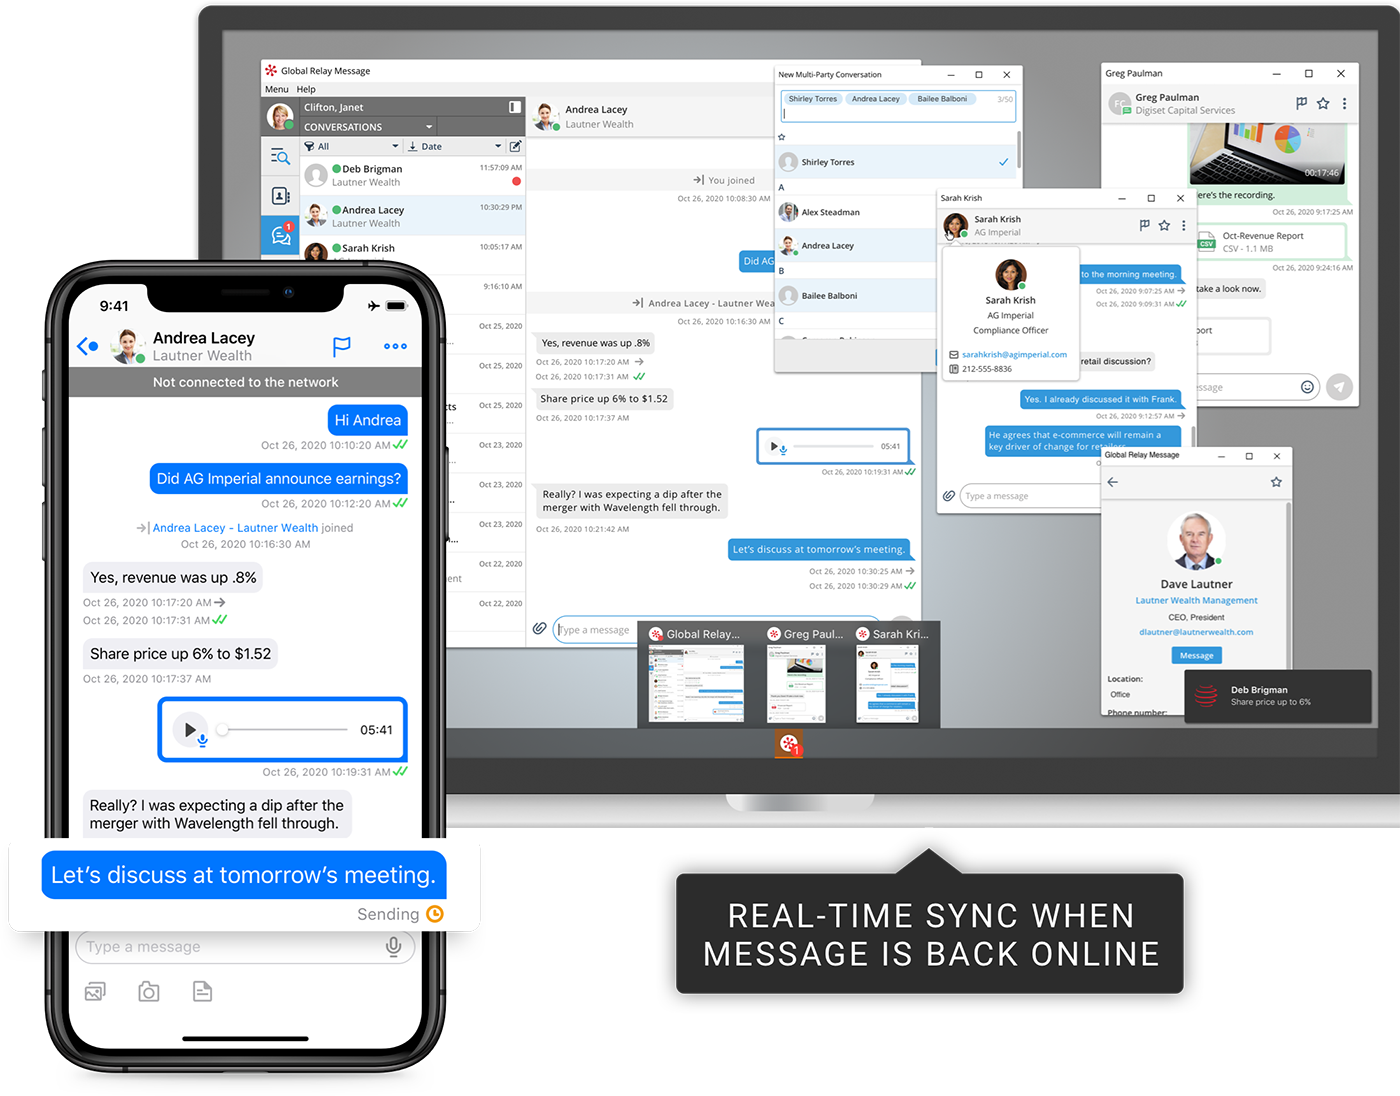 Global Relay Message
Menu Help
Clifton, Janet
CONVERSATIONS
All
Date
Deb Brigman
11:57:09 AM
Lautner Wealth
Andrea Lacey
10:30:29 PM
Lautner Wealth
1
Sarah Krish
10:05:17 AM
9:16:10 AM
Oct 25, 2020
Oct 25, 2020
cts
Oct 25, 2020
Oct 23, 2020
Oct 23, 2020
Oct 23, 2020
Oct 22, 2020
ent
Oct 22, 2020
Andrea Lacey
Lautner Wealth
You joined
Oct 26, 2020 10:08:30 AM
Did AG
Andrea Lacey - Lautner Wea
Oct 26, 2020 10:16:30 AM
Yes, revenue was up .8%
Oct 26, 2020 10:17:20 AM
Oct 26, 2020 10:17:31 AM
Share price up 6% to $1.52
Oct 26, 2020 10:17:37 AM
05:41
Oct 26, 2020 10:19:31 AM
Really? I was expecting a dip after the
merger with Wavelength fell through.
Oct 26, 2020 10:21:42 AM
Let's discuss at tomorrow's meeting.
Oct 26, 2020 10:30:25 AM
Oct 26, 2020 10:30:29 AM
Type a message
New Multi-Party Conversation
Shirley Torres Andrea Lacey Bailee Balboni 3/50
Shirley Torres
A
Alex Steadman
Andrea Lacey
B
Bailee Balboni
C
Sarah Krish
Sarah Krish
AG Imperial
to the morning meeting.
Oct 26, 2020 9:07:25 AM
Oct 26, 2020 9:09:31 AM
Sarah Krish
AG Imperial
Compliance Officer
sarahkrish@agimperial.com
212-555-8836
retail discussion?
Yes. I already discussed it with Frank.
Oct 26, 2020 9:12:57 AM
He agrees that e-commerce will remain a
key driver of change for retailers.
Type a message
Greg Paulman
FC
Greg Paulman
Digiset Capital Services
00:17:46
ere's the recording.
Oct 26, 2020 9:17:25 AM
CSV
Oct-Revenue Report
CSV - 1.1 MB
Oct 26, 2020 9:24:16 AM
take a look now.
port
ssage
Global Relay Message
Dave Lautner
Lautner Wealth Management
CEO, President
dlautner@lautnerwealth.com
Message
Location:
Office
Phone number:
Deb Brigman
Share price up to 6%
Global Relay...
Greg Paul...
Sarah Kri...
1
9:41
Andrea Lacey
Lautner Wealth
Not connected to the network
Hi Andrea
Oct 26, 2020 10:10:20 AM
Did AG Imperial announce earnings?
Oct 26, 2020 10:12:20 AM
Andrea Lacey - Lautner Wealth joined
Oct 26, 2020 10:16:30 AM
Yes, revenue was up .8%
Oct 26, 2020 10:17:20 AM
Oct 26, 2020 10:17:31 AM
Share price up 6% to $1.52
Oct 26, 2020 10:17:37 AM
05:41
Oct 26, 2020 10:19:31 AM
Really? I was expecting a dip after the
merger with Wavelength fell through.
Let's discuss at tomorrow's meeting.
Sending
Type a message
REAL-TIME SYNC WHEN
MESSAGE IS BACK ONLINE